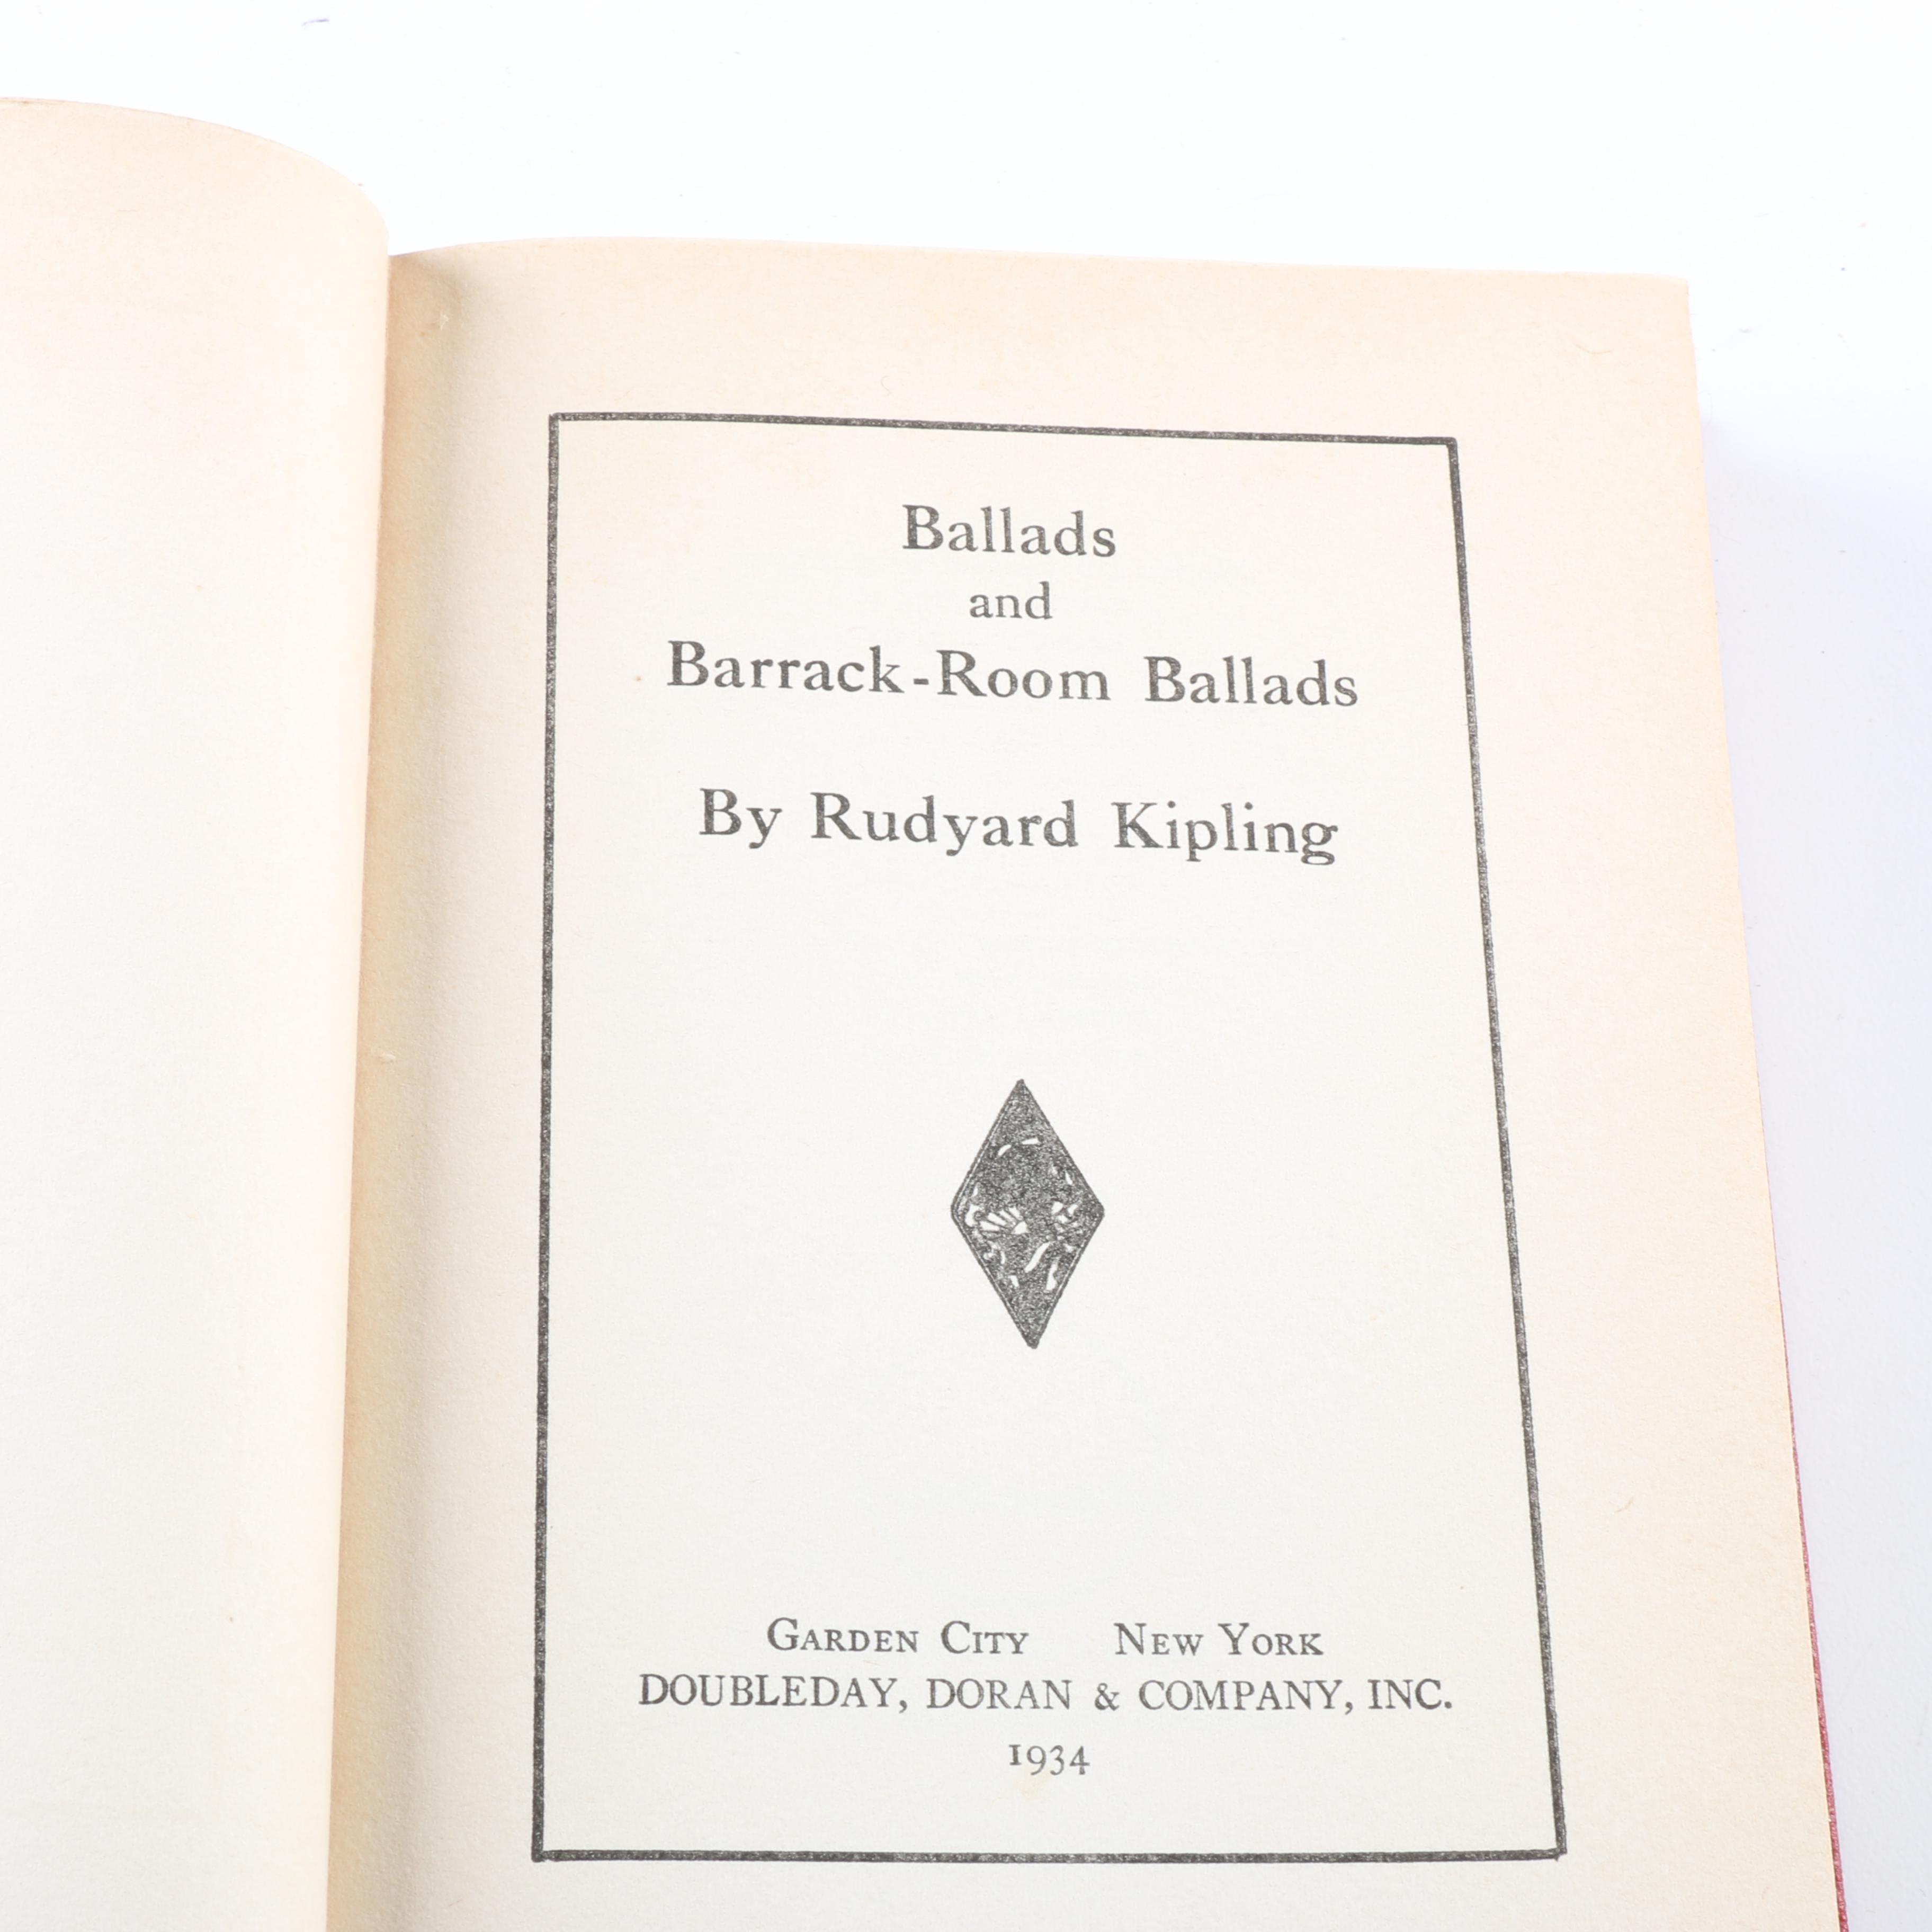 Ballads
and
Barrack-Room Ballads
By Rudyard Kipling
Garden City New York
DOUBLEDAY, DORAN & COMPANY, INC.
1934